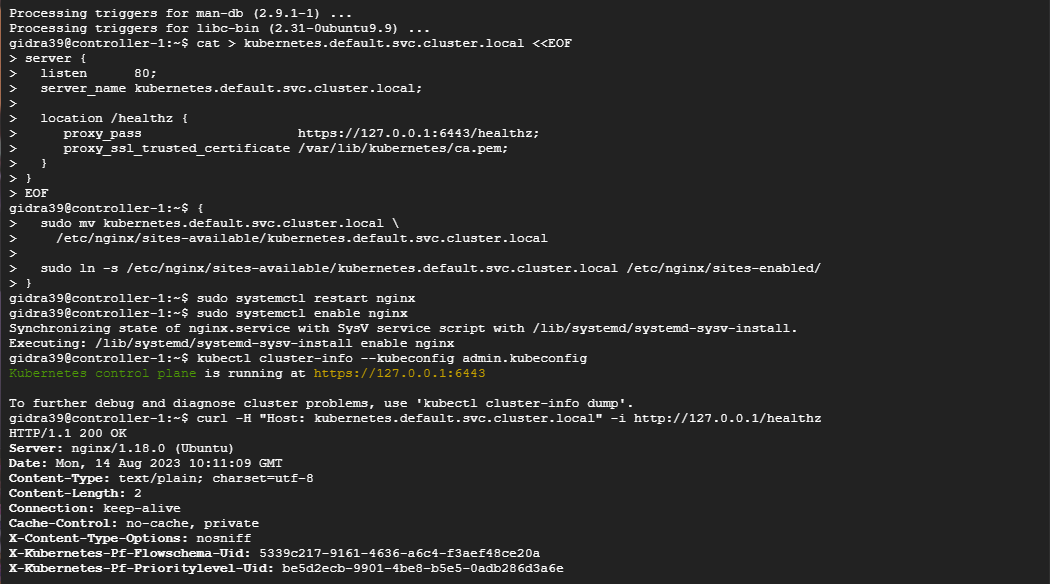 Processing triggers for man-db (2.9.1-1) ...
Processing triggers for libc-bin (2.31-0ubuntu9.9) ...
gidra39@controller-1:~$ cat > kubernetes.default.svc.cluster.local <<EOF
> server {
>   listen      80;
>   server_name kubernetes.default.svc.cluster.local;
>
>   location /healthz {
>      proxy_pass                    https://127.0.0.1:6443/healthz;
>      proxy_ssl_trusted_certificate /var/lib/kubernetes/ca.pem;
>   }
> }
> EOF
gidra39@controller-1:~$ {
>   sudo mv kubernetes.default.svc.cluster.local \
>     /etc/nginx/sites-available/kubernetes.default.svc.cluster.local
>
>   sudo ln -s /etc/nginx/sites-available/kubernetes.default.svc.cluster.local /etc/nginx/sites-enabled/
> }
gidra39@controller-1:~$ sudo systemctl restart nginx
gidra39@controller-1:~$ sudo systemctl enable nginx
Synchronizing state of nginx.service with SysV service script with /lib/systemd/systemd-sysv-install.
Executing: /lib/systemd/systemd-sysv-install enable nginx
gidra39@controller-1:~$ kubectl cluster-info --kubeconfig admin.kubeconfig
Kubernetes control plane is running at https://127.0.0.1:6443

To further debug and diagnose cluster problems, use 'kubectl cluster-info dump'.
gidra39@controller-1:~$ curl -H "Host: kubernetes.default.svc.cluster.local" -i http://127.0.0.1/healthz
HTTP/1.1 200 OK
Server: nginx/1.18.0 (Ubuntu)
Date: Mon, 14 Aug 2023 10:11:09 GMT
Content-Type: text/plain; charset=utf-8
Content-Length: 2
Connection: keep-alive
Cache-Control: no-cache, private
X-Content-Type-Options: nosniff
X-Kubernetes-Pf-Flowschema-Uid: 5339c217-9161-4636-a6c4-f3aef48ce20a
X-Kubernetes-Pf-Prioritylevel-Uid: be5d2ecb-9901-4be8-b5e5-0adb286d3a6e